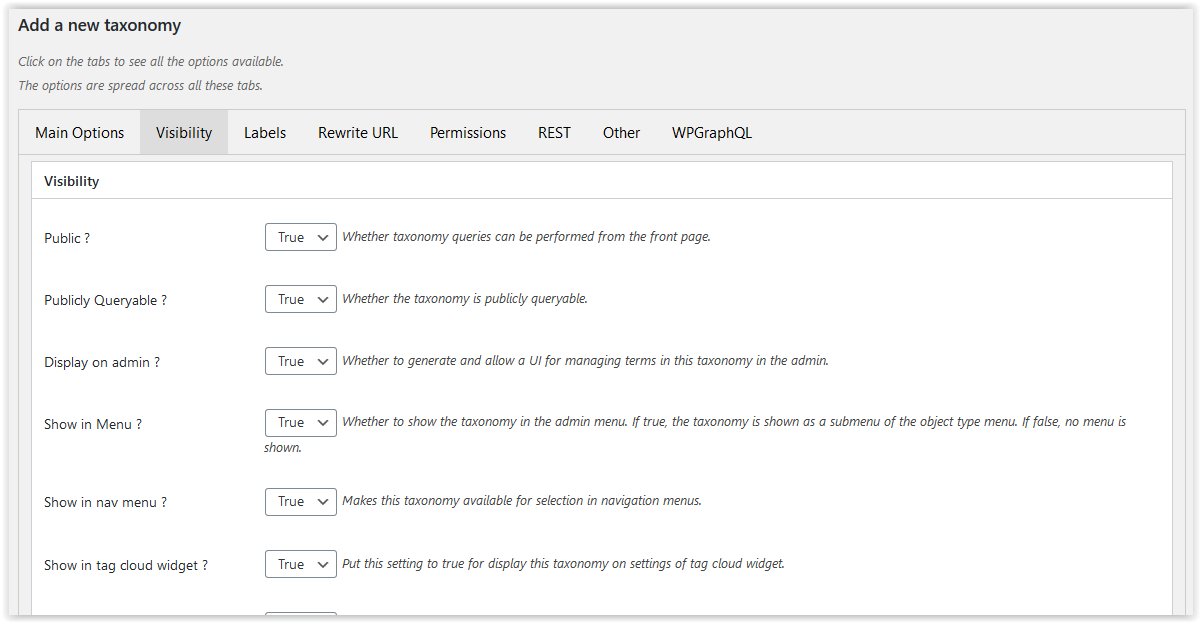 Add a new taxonomy
Click on the tabs to see all the options available.
The options are spread across all these tabs.
Main Options Visibility Labels Rewrite URL Permissions REST Other WPGraphQL
Visibility
Public ? True Whether taxonomy queries can be performed from the front page.
Publicly Queryable ? True Whether the taxonomy is publicly queryable.
Display on admin ? True Whether to generate and allow a UI for managing terms in this taxonomy in the admin.
Show in Menu ? True Whether to show the taxonomy in the admin menu. If true, the taxonomy is shown as a submenu of the object type menu. If false, no menu is
shown.
Show in nav menu ? True Makes this taxonomy available for selection in navigation menus.
Show in tag cloud widget ? True Put this setting to true for display this taxonomy on settings of tag cloud widget.